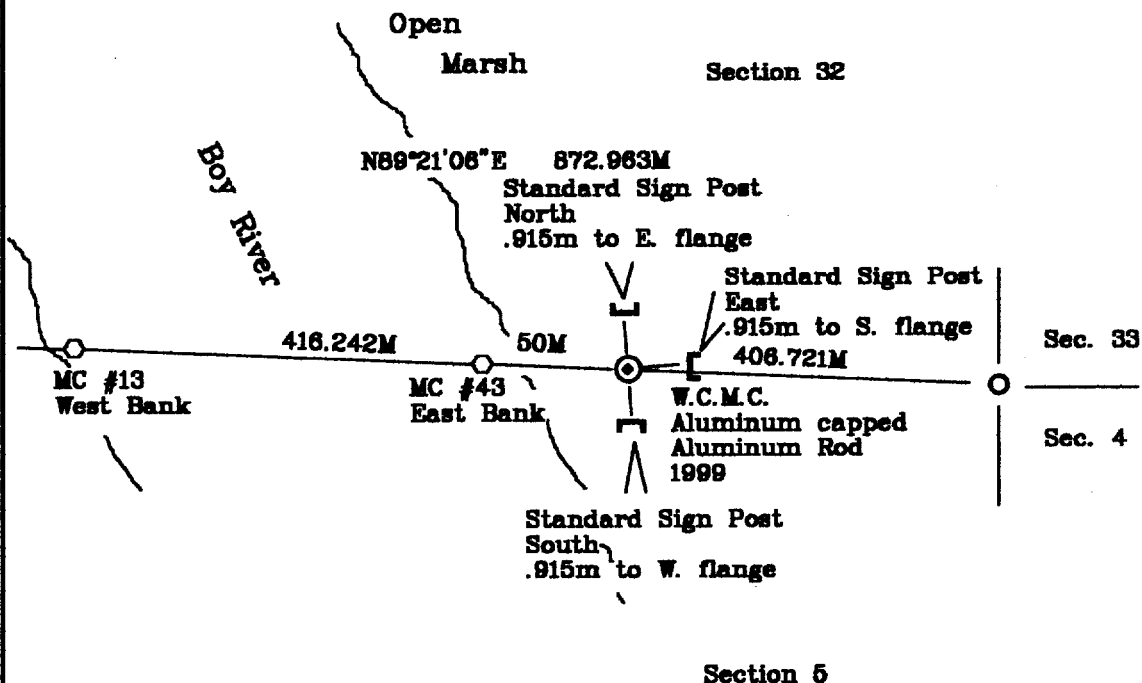 Open
Marsh
Section 32
Boy River
N89°21'06"E 872.963M
Standard Sign Post
North
.915m to E. flange
Standard Sign Post
East
.915m to S. flange
Sec. 33
416.242M
50M
406.721M
MC #13
West Bank
MC #43
East Bank
W.C.M.C.
Aluminum capped
Aluminum Rod
1999
Sec. 4
Standard Sign Post
South
.915m to W. flange
Section 5